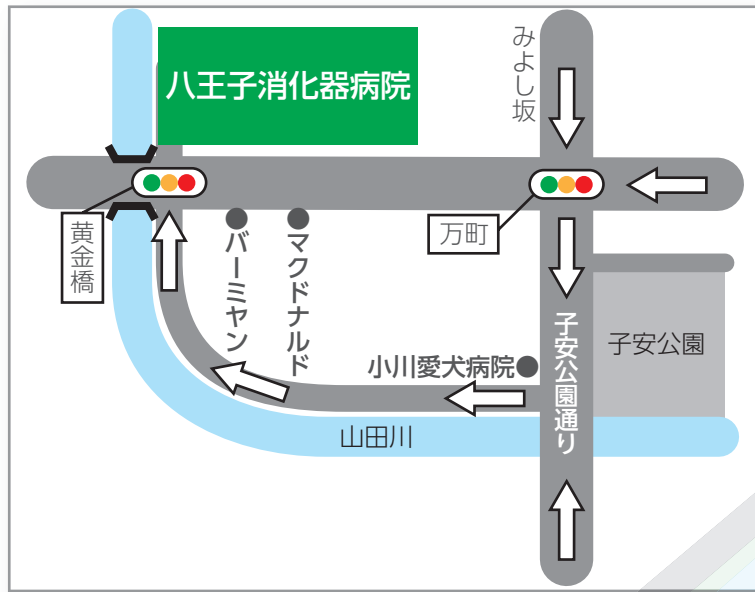 八王子消化器病院
みよし坂
黄金橋
万町
バーミヤン
マクドナルド
小川愛犬病院
子安公園通り
子安公園
山田川